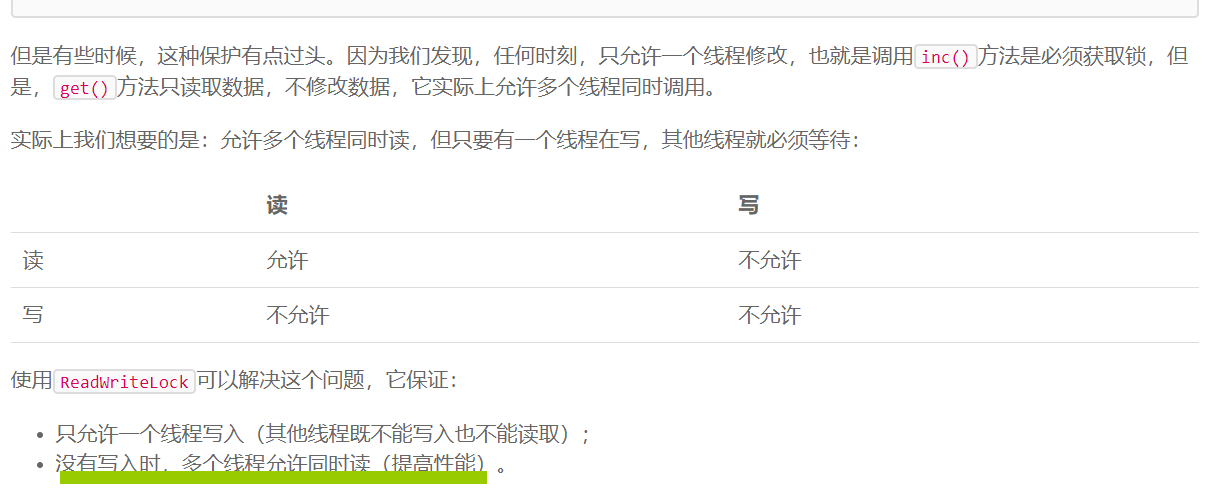 但是有些时候，这种保护有点过头。因为我们发现，任何时刻，只允许一个线程修改，也就是调用inc()方法是必须获取锁，但
是，get()方法只读取数据，不修改数据，它实际上允许多个线程同时调用。
实际上我们想要的是：允许多个线程同时读，但只要有一个线程在写，其他线程就必须等待：
读 写
读 允许 不允许
写 不允许 不允许
使用ReadWriteLock可以解决这个问题，它保证：
• 只允许一个线程写入（其他线程既不能写入也不能读取）；
• 没有写入时，多个线程允许同时读（提高性能）。